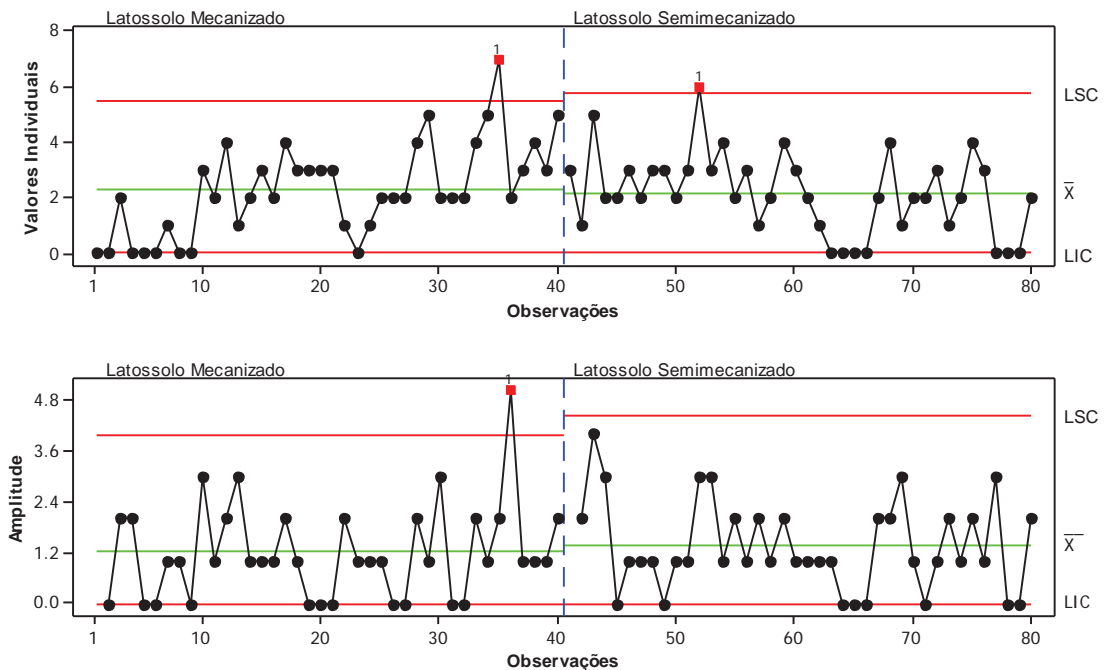 Latossolo Mecanizado
Latossolo Semimecanizado
Valores Individuais
8
6
4
2
0
1
1
LSC
X̅
LIC
1 10 20 30 40 50 60 70 80
Observações
Latossolo Mecanizado
Latossolo Semimecanizado
Amplitude
4.8
3.6
2.4
1.2
0.0
1
LSC
X̅
LIC
1 10 20 30 40 50 60 70 80
Observações